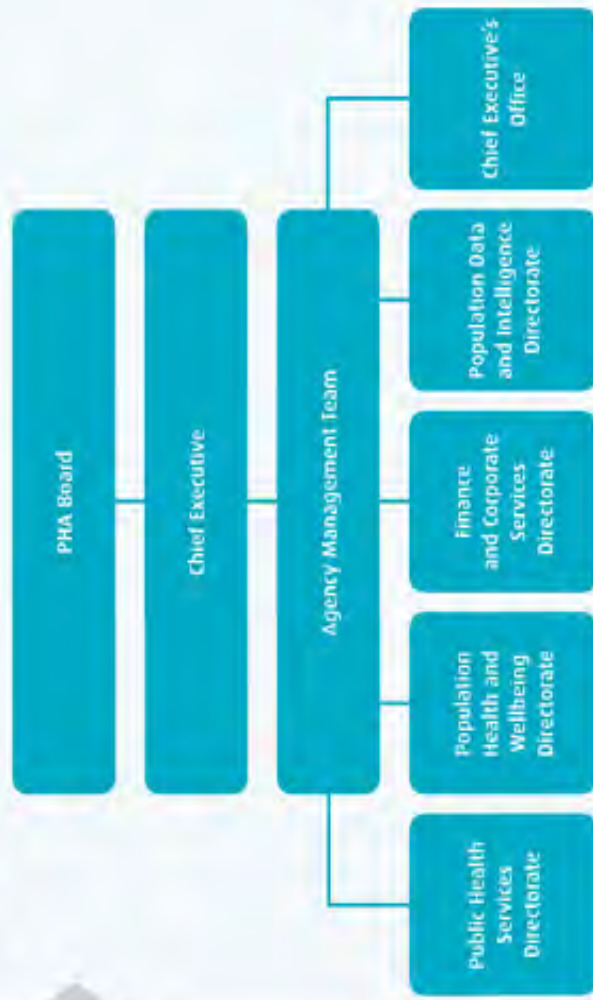 PHA Board
Chief Executive
Agency Management Team
Public Health
Services
Directorate
Population
Health and
Wellbeing
Directorate
Finance
and Corporate
Services
Directorate
Population Data
and Intelligence
Directorate
Chief Executive's
Office